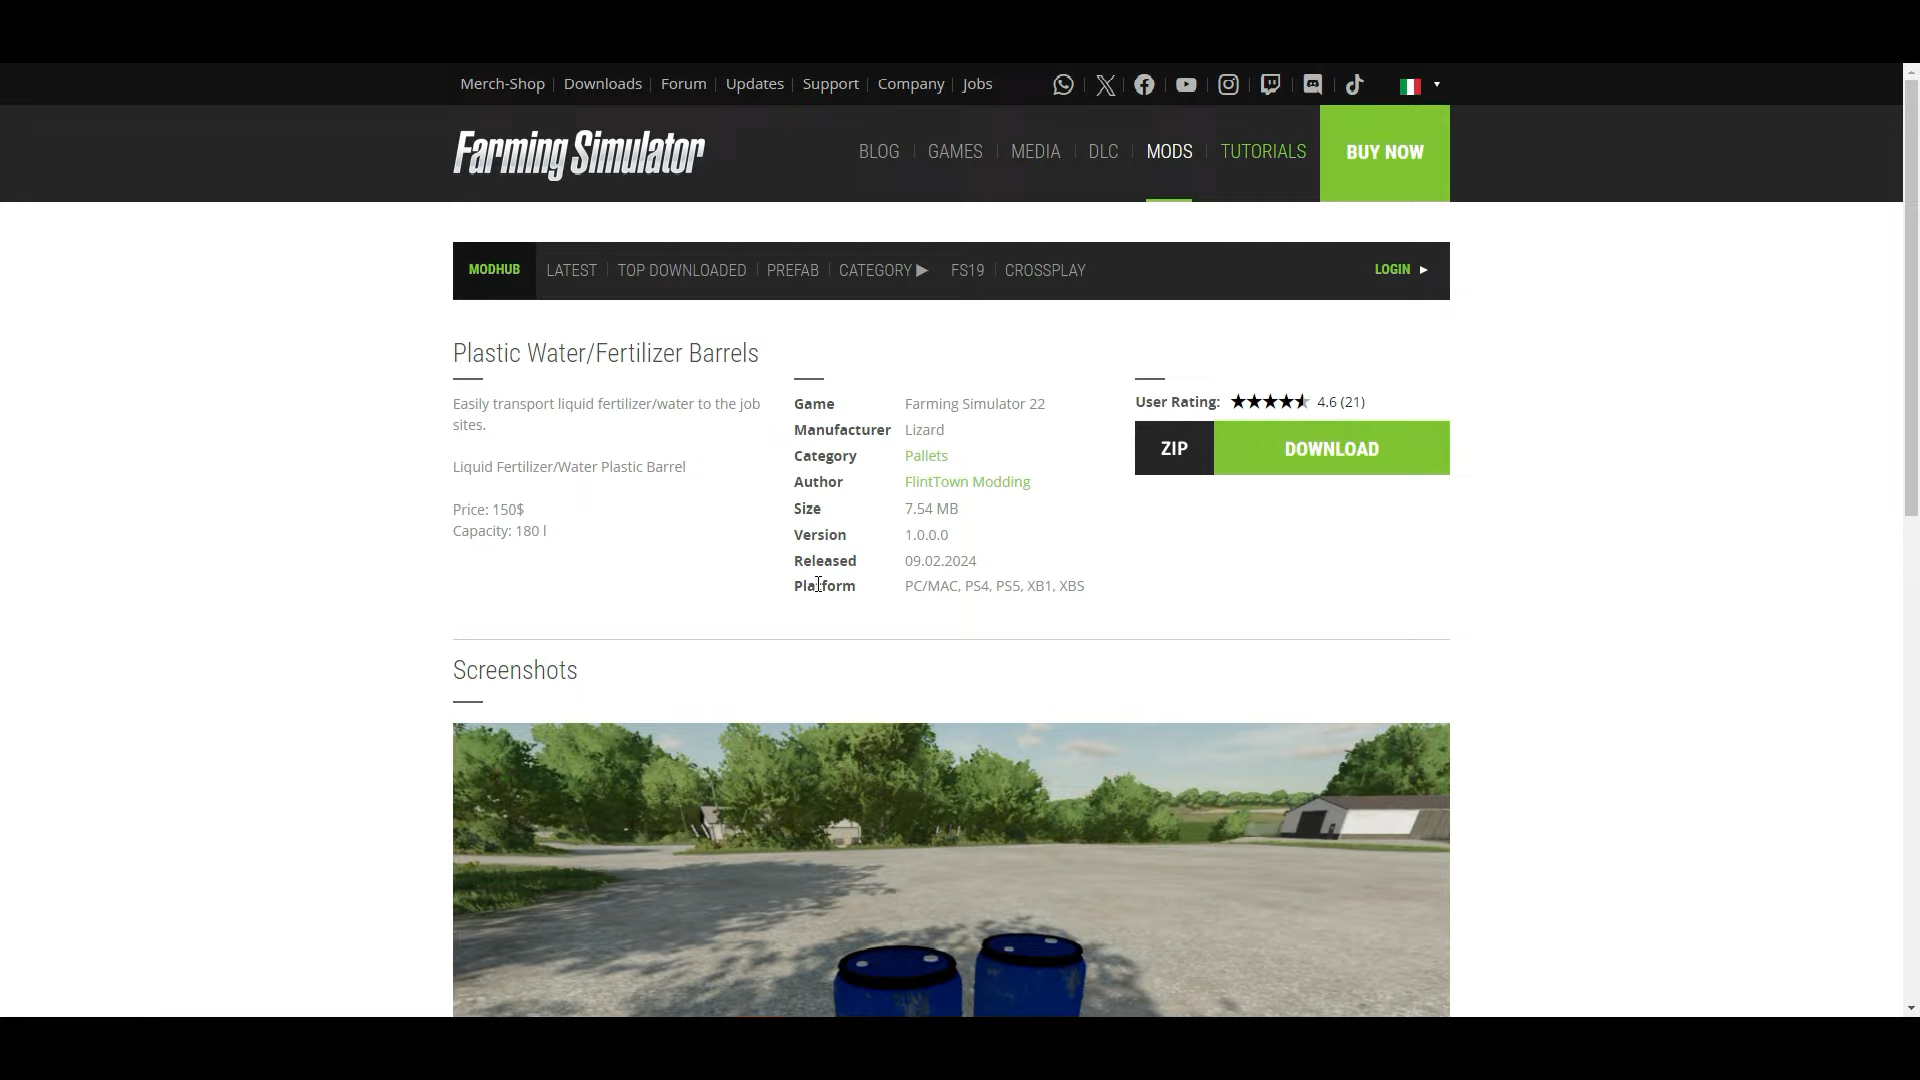 Merch-Shop Downloads Forum Updates Support Company Jobs
Farming Simulator
BLOG GAMES MEDIA DLC MODS TUTORIALS BUY NOW
MODHUB LATEST TOP DOWNLOADED PREFAB CATEGORY ▶ FS19 CROSSPLAY LOGIN ▶
Plastic Water/Fertilizer Barrels
Easily transport liquid fertilizer/water to the job
sites.
Liquid Fertilizer/Water Plastic Barrel
Price: 150$
Capacity: 180 l
Game Farming Simulator 22
Manufacturer Lizard
Category Pallets
Author FlintTown Modding
Size 7.54 MB
Version 1.0.0.0
Released 09.02.2024
Platform PC/MAC, PS4, PS5, XB1, XBS
User Rating: 4.6 (21)
ZIP DOWNLOAD
Screenshots